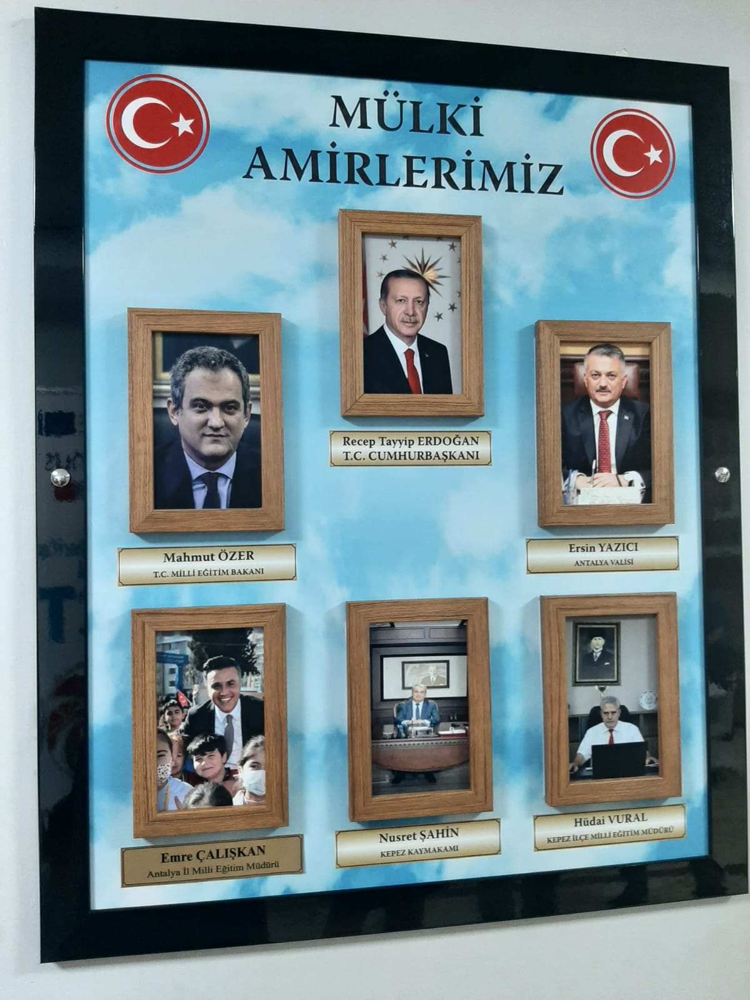 MÜLKİ
AMİRLERİMİZ
Recep Tayyip ERDOĞAN
T.C. CUMHURBAŞKANI
Mahmut ÖZER
T.C. MİLLİ EĞİTİM BAKANI
Ersin YAZICI
ANTALYA VALİSİ
Emre ÇALIŞKAN
Antalya İl Milli Eğitim Müdürü
Nusret ŞAHİN
KEPEZ KAYMAKAMI
Hüdai VURAL
KEPEZ İLÇE MİLLİ EĞİTİM MÜDÜRÜ